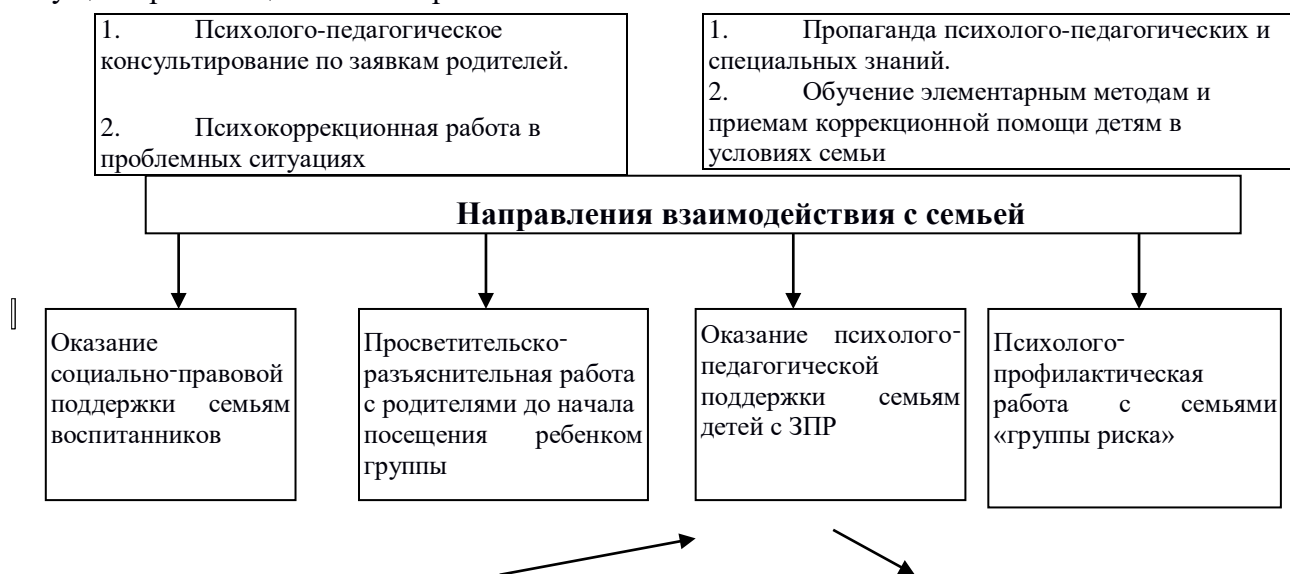 1. Психолого-педагогическое
консультирование по заявкам родителей.
2. Психокоррекционная работа в
проблемных ситуациях
1. Пропаганда психолого-педагогических и
специальных знаний.
2. Обучение элементарным методам и
приемам коррекционной помощи детям в
условиях семьи
Направления взаимодействия с семьей
Оказание
социально-правовой
поддержки семьям
воспитанников
Просветительско-
разъяснительная работа
с родителями до начала
посещения ребенком
группы
Оказание психолого-
педагогической
поддержки семьям
детей с ЗПР
Психолого-
профилактическая
работа с семьями
«группы риска»